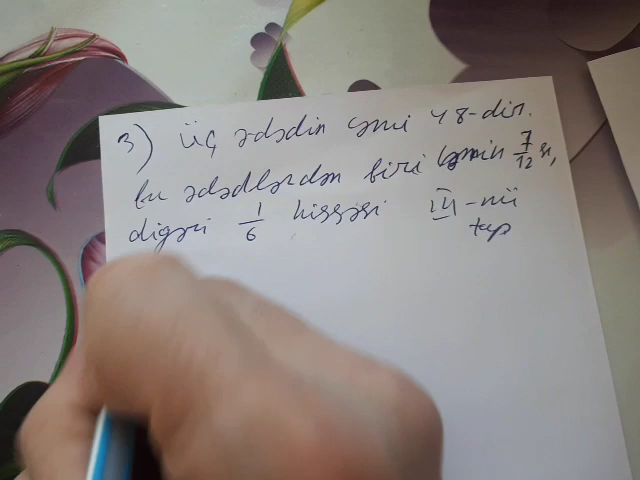 3) üç ədədin cəmi 48-dir.
bu ədədlərdən biri cəmin 7/12 si,
digəri 1/6 hissəsi III-nü
tap